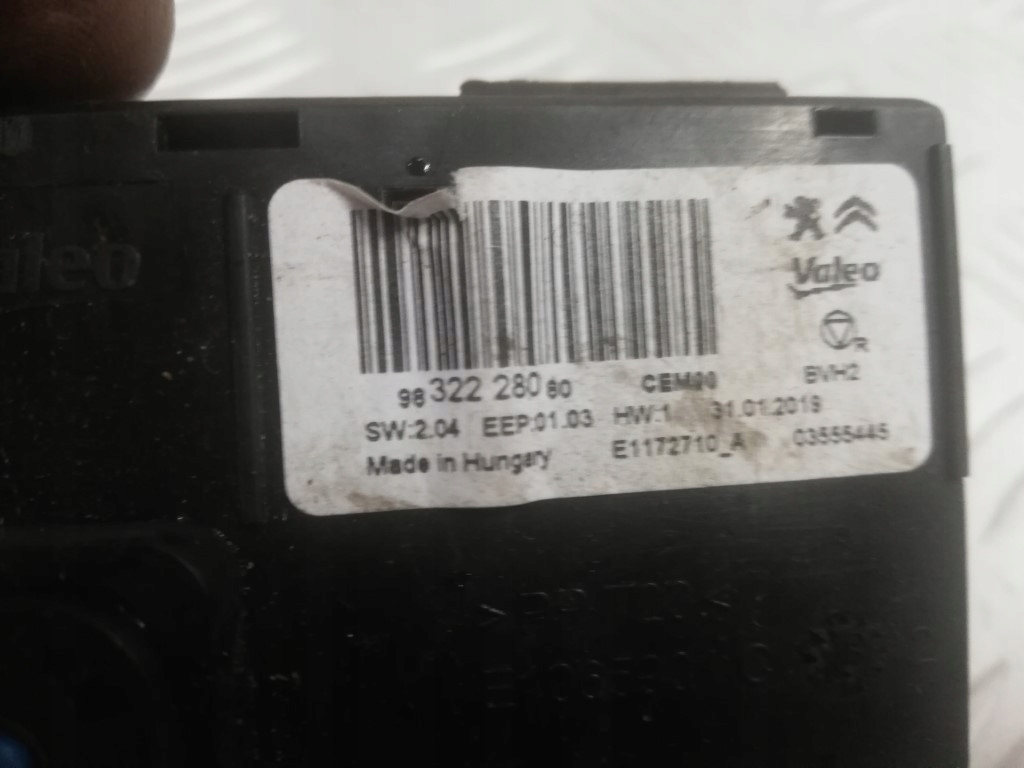 Valeo
R
98 322 280 80 CEM00 BVH2
SW:2.04 EEP:01.03 HW:1 31.01.2019
Made in Hungary E1172710_A 03555445